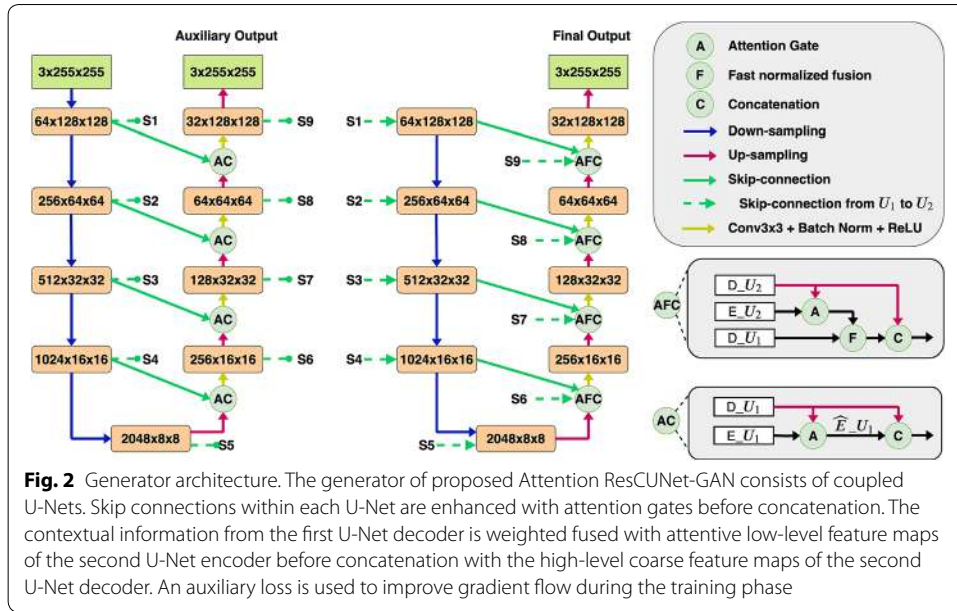 Auxiliary Output
Final Output
3x255x255
3x255x255
3x255x255
64x128x128
S1
32x128x128
S9
S1
64x128x128
32x128x128
AC
S9
AFC
256x64x64
S2
64x64x64
S8
S2
256x64x64
64x64x64
AC
S8
AFC
512x32x32
S3
128x32x32
S7
S3
512x32x32
128x32x32
AC
S7
AFC
1024x16x16
S4
256x16x16
S6
S4
1024x16x16
256x16x16
AC
S6
AFC
2048x8x8
S5
S5
2048x8x8
A Attention Gate
F Fast normalized fusion
C Concatenation
Down-sampling
Up-sampling
Skip-connection
Skip-connection from U₁ to U₂
Conv3x3 + Batch Norm + ReLU
AFC
D_U₂
E_U₂
A
D_U₁
F
C
AC
D_U₁
E_U₁
A
Ê_U₁
C
Fig. 2 Generator architecture. The generator of proposed Attention ResCUNet-GAN consists of coupled
U-Nets. Skip connections within each U-Net are enhanced with attention gates before concatenation. The
contextual information from the first U-Net decoder is weighted fused with attentive low-level feature maps
of the second U-Net encoder before concatenation with the high-level coarse feature maps of the second
U-Net decoder. An auxiliary loss is used to improve gradient flow during the training phase